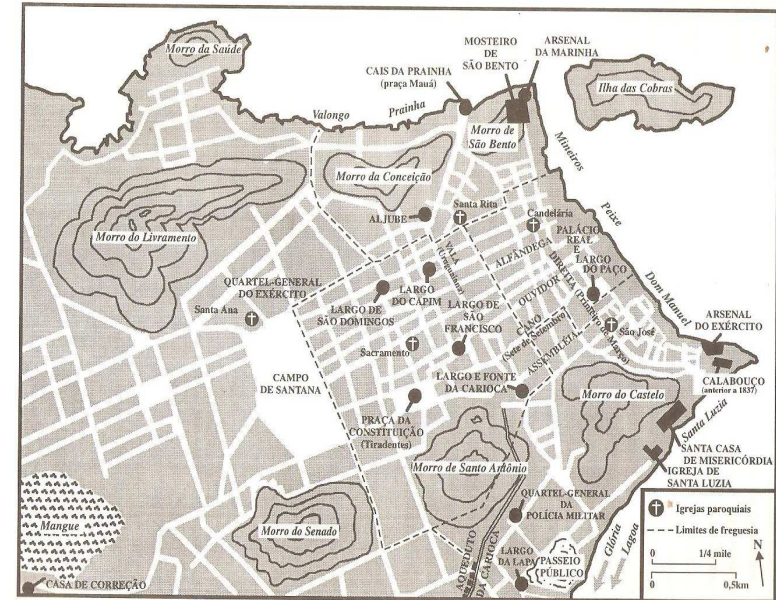 Morro da Saúde
MOSTEIRO
DE
SÃO BENTO
ARSENAL
DA MARINHA
CAIS DA PRAINHA
(praça Mauá)
Ilha das Cobras
Valongo
Prainha
Morro de
São Bento
Mineiros
Morro da Conceição
Peixe
Santa Rita
Candelária
ALJUBE
PALÁCIO
REAL
E
LARGO
DO PAÇO
Morro do Livramento
VALA
(Uruguaiana)
ALFÂNDEGA
DIREITA (Primeiro de Março)
Dom Manuel
QUARTEL-GENERAL
DO EXÉRCITO
LARGO
DO CAPIM
OUVIDOR
Santa Ana
LARGO DE
SÃO DOMINGOS
LARGO DE
SÃO
FRANCISCO
CANO
(Sete de Setembro)
São José
ARSENAL
DO EXÉRCITO
Sacramento
ASSEMBLÉIA
CAMPO
DE SANTANA
LARGO E FONTE
DA CARIOCA
Morro do Castelo
CALABOUÇO
(anterior a 1837)
PRAÇA DA
CONSTITUIÇÃO
(Tiradentes)
Santa Luzia
SANTA CASA
DE MISERICÓRDIA
IGREJA DE
SANTA LUZIA
Morro de Santo Antônio
QUARTEL-GENERAL
DA
POLÍCIA MILITAR
Mangue
Morro do Senado
Glória
Lagoa
AQUEDUTO
DA CARIOCA
LARGO
DA LAPA
PASSEIO
PÚBLICO
CASA DE CORREÇÃO
Igrejas paroquiais
Limites de freguesia
0 1/4 mile
N
0 0,5km